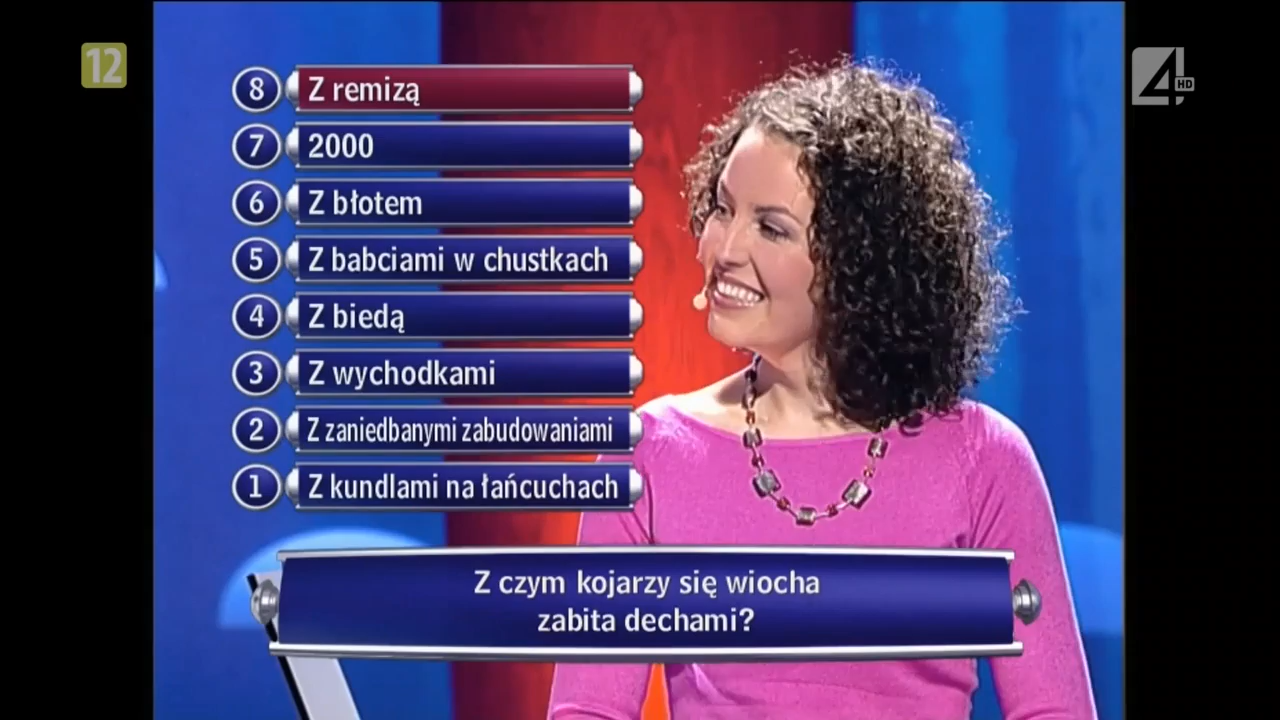 12
4 HD
8 Z remizą
7 2000
6 Z błotem
5 Z babciami w chustkach
4 Z biedą
3 Z wychodkami
2 Z zaniedbanymi zabudowaniami
1 Z kundlami na łańcuchach
Z czym kojarzy się wiocha
zabita dechami?